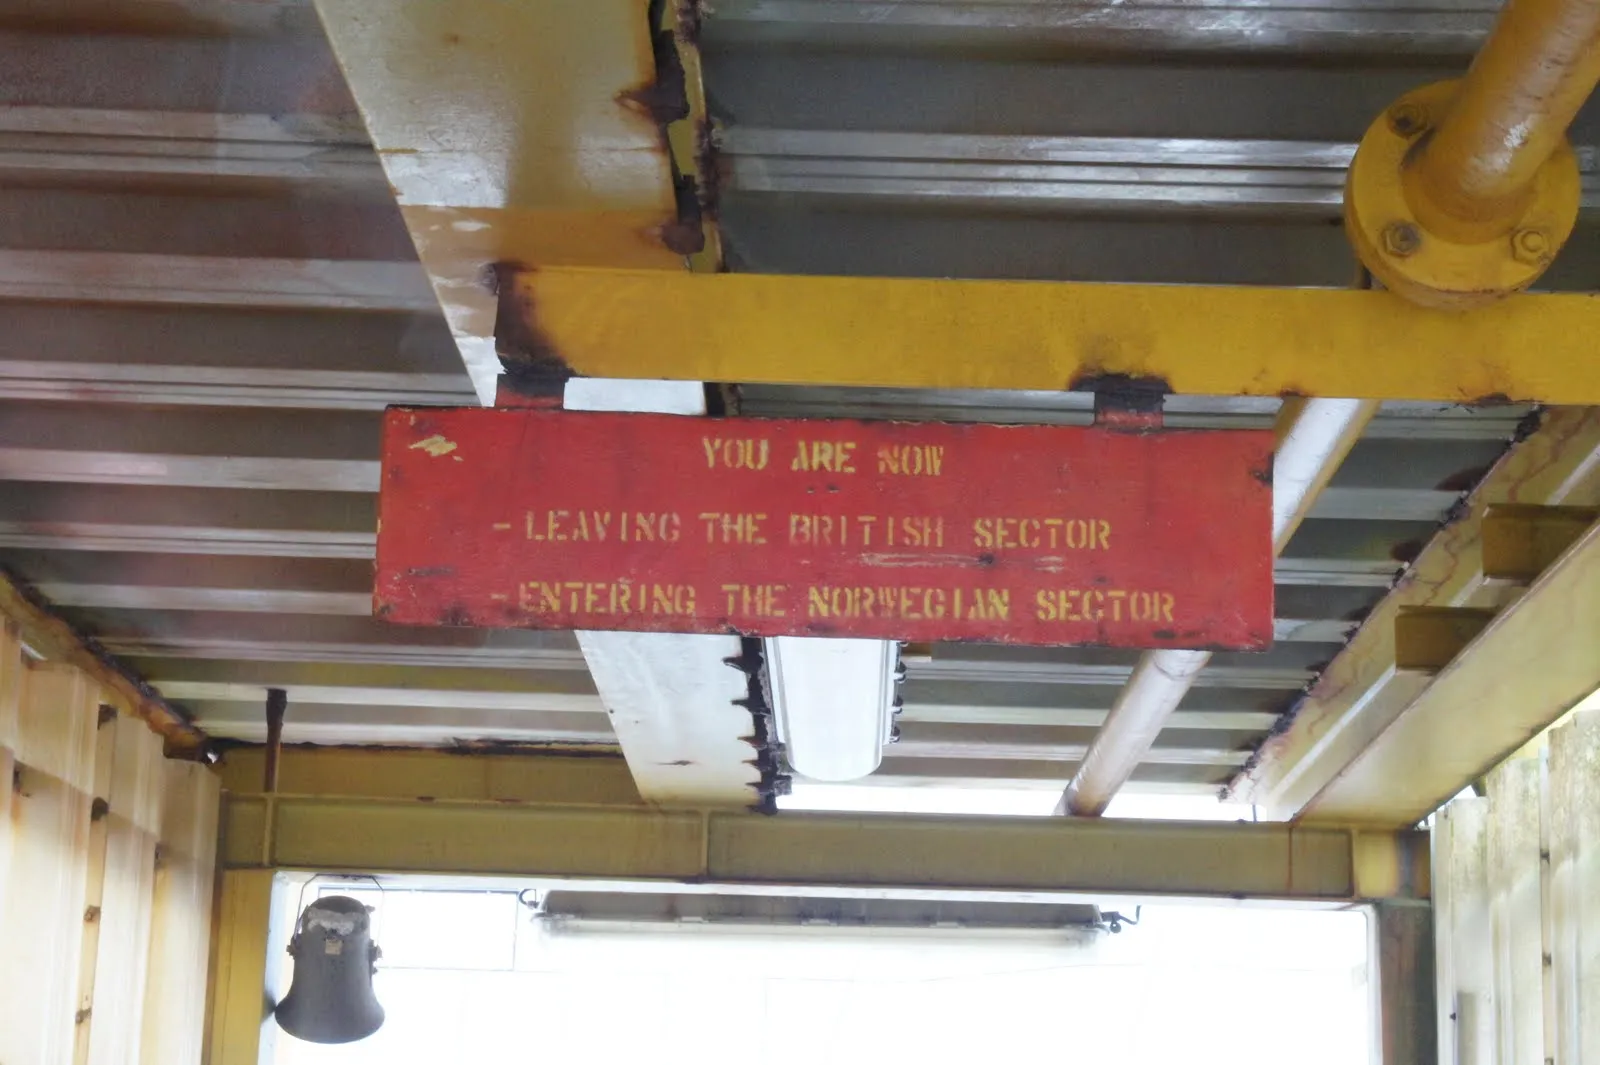 YOU ARE NOW
- LEAVING THE BRITISH SECTOR
- ENTERING THE NORWEGIAN SECTOR